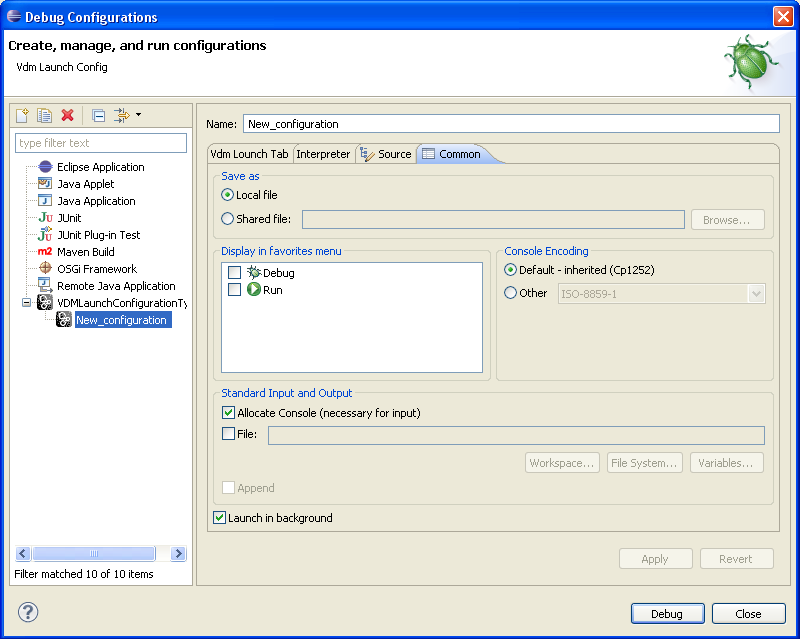 Debug Configurations
Create, manage, and run configurations
Vdm Launch Config
type filter text
Eclipse Application
Java Applet
Java Application
JUnit
JUnit Plug-in Test
m2 Maven Build
OSGi Framework
Remote Java Application
VDMLaunchConfigurationTy
New_configuration
Filter matched 10 of 10 items
Name: New_configuration
Vdm Lounch Tab Interpreter Source Common
Save as
Local file
Shared file: Browse...
Display in favorites menu
Debug
Run
Console Encoding
Default - inherited (Cp1252)
Other ISO-8859-1
Standard Input and Output
Allocate Console (necessary for input)
File:
Workspace... File System... Variables...
Append
Launch in background
Apply Revert
? Debug Close